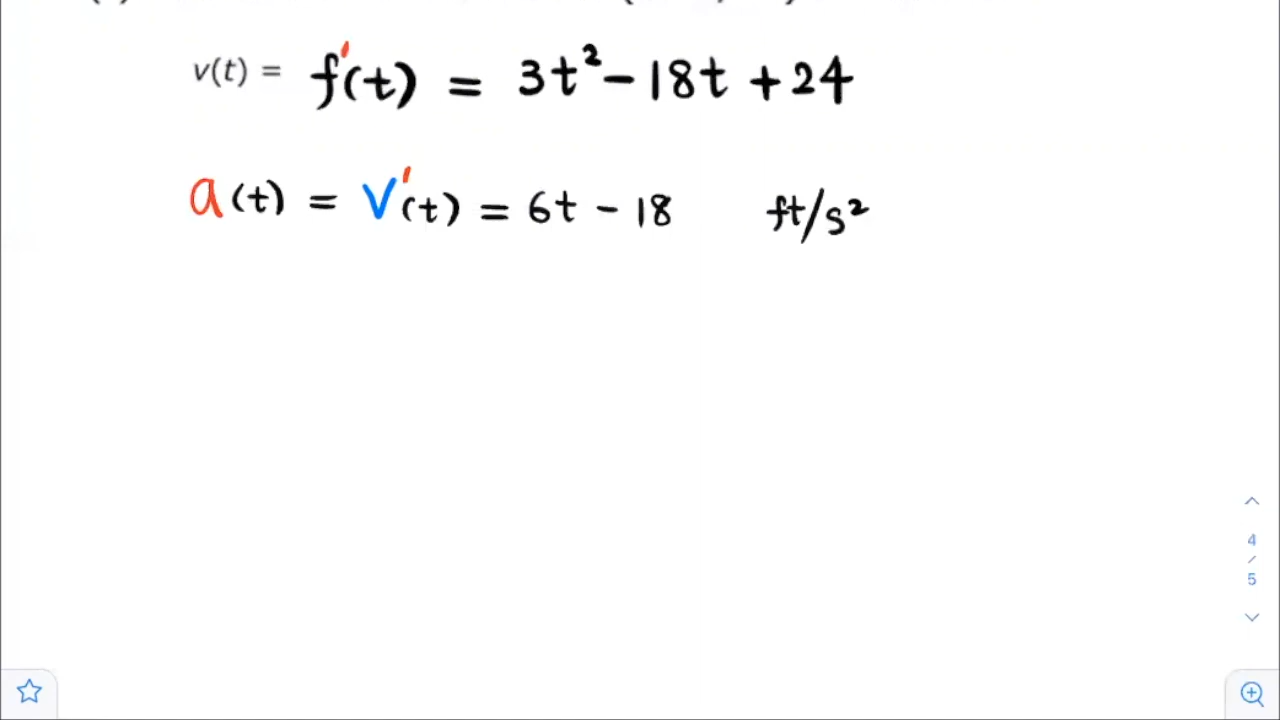 v(t) = f'(t) = 3t² - 18t + 24
a(t) = v'(t) = 6t - 18 ft/s²
4
/
5